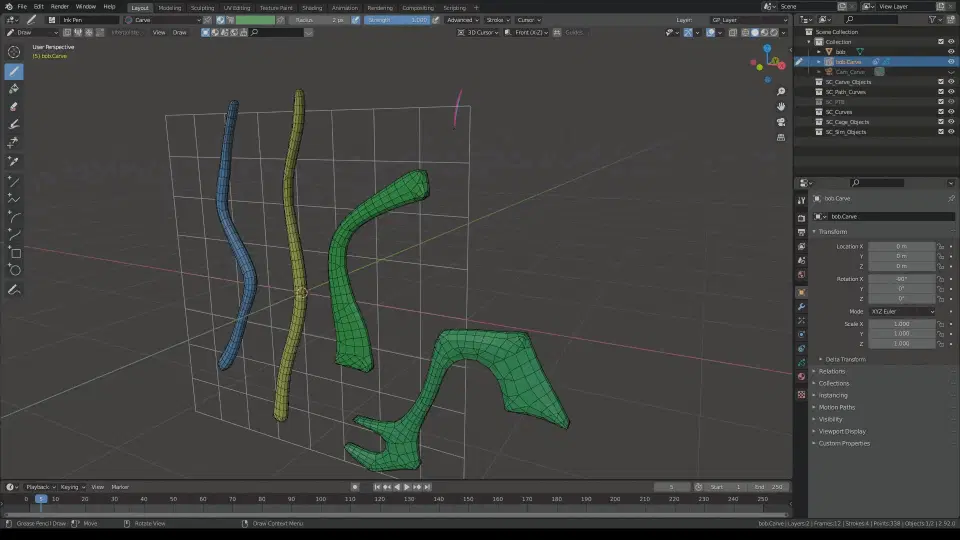 File Edit Render Window Help Layout Modeling Sculpting UV Editing Texture Paint Shading Animation Rendering Compositing Scripting + Scene View Layer
Ink Pen Carve Radius 2 px Strength 1.000 Advanced Stroke Cursor Layer: GP_Layer
Draw View Draw 3D Cursor Front (X-Z) Guides
User Perspective
(5) bob.Carve
Scene Collection
Collection
bob
bob.Carve
Cam_Carve
SC_Carve_Objects
SC_Path_Curves
SC_PTB
SC_Curves
SC_Cage_Objects
SC_Sim_Objects
bob.Carve
bob.Carve
Transform
Location X 0 m
Y 0 m
Z 0 m
Rotation X -80°
Y 0°
Z 0°
Mode XYZ Euler
Scale X 1.000
Y 1.000
Z 1.000
Delta Transform
Relations
Collections
Instancing
Motion Paths
Visibility
Viewport Display
Custom Properties
Playback Keying View Marker 5 Start 1 End 250
0 5 10 20 30 40 50 60 70 80 90 100 110 120 130 140 150 160 170 180 190 200 210 220 230 240 250
Grease Pencil Draw Move Rotate View Draw Context Menu bob.Carve | Layers:2 | Frames:12 | Strokes:4 | Points:338 | Objects:1/2 | 2.92.0